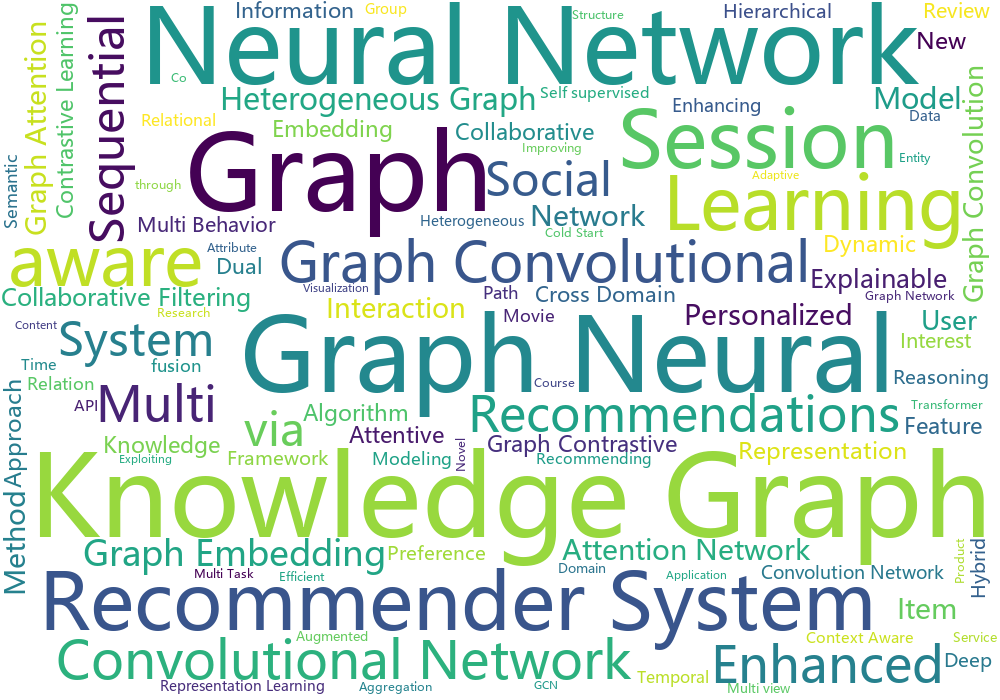 Information
Group
Structure
Hierarchical
Review
Neural Network
New
Co
Graph Attention
Contrastive Learning
Sequential
Heterogeneous Graph
Self supervised
Enhancing
Model
Data
Graph Convolution
Relational
Embedding
Collaborative
Improving
Session
Entity
Semantic
through
Graph
Social
Adaptive
Learning
Multi Behavior
Heterogeneous
Network
Cold Start
aware
Attribute
Dual
Graph Convolutional
Dynamic
Explainable
Collaborative Filtering
Visualization
Path
Cross Domain
Graph Network
Research
Interaction
Movie
Personalized
User
Content
System
Graph Neural
Interest
Time
fusion
Relation
Course
Reasoning
API
Multi
Algorithm
Recommendations
Transformer
Feature
Approach
via
Attentive
Graph Contrastive
Knowledge
Novel
Representation
Exploiting
Framework
Modeling
Recommending
Knowledge Graph
Method
Graph Embedding
Preference
Attention Network
Product
Hybrid
Multi Task
Efficient
Domain
Application
Convolution Network
Recommender System
Item
Augmented
Context Aware
Service
Convolutional Network
Enhanced
Deep
Temporal
Representation Learning
Aggregation
GCN
Multi view